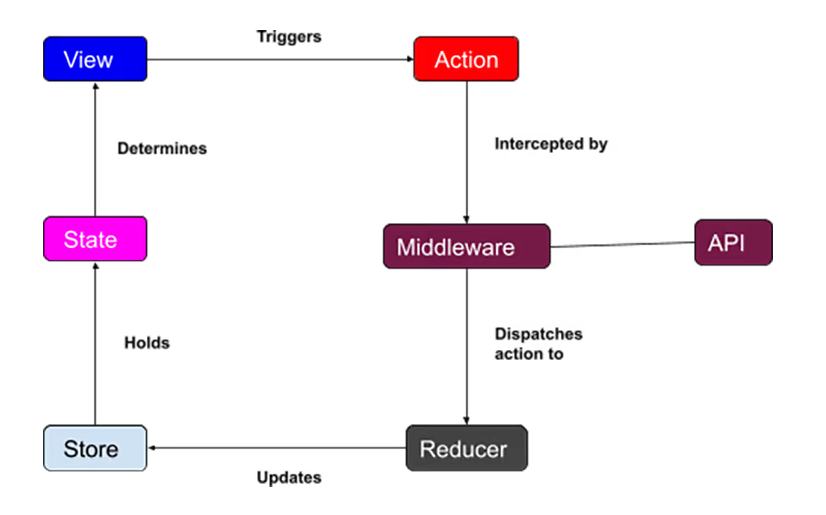 Triggers
View
Action
Determines
Intercepted by
State
Middleware
API
Holds
Dispatches
action to
Store
Reducer
Updates